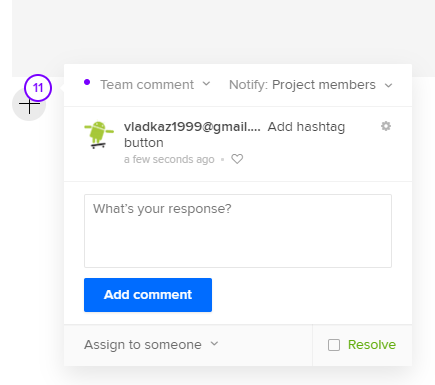 11
Team comment Notify: Project members
vladkaz1999@gmail.... Add hashtag
button
a few seconds ago •
What's your response?
Add comment
Assign to someone
Resolve